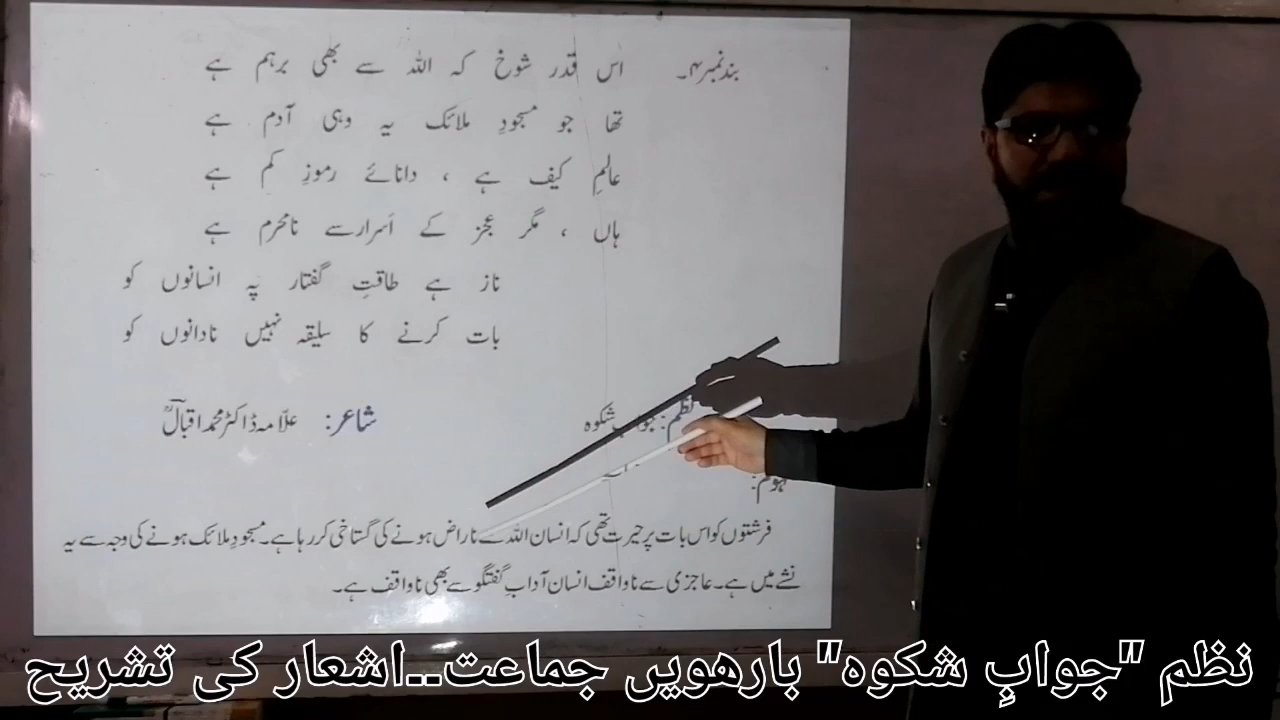 بند نمبر ۴۔ اس قدر شوخ کہ اللہ سے بھی برہم ہے
تھا جو مسجودِ ملائک یہ وہی آدم ہے
عالمِ کیف ہے ، دانائے رموزِ کم ہے
ہاں ، مگر عجز کے اَسرار سے نامحرم ہے
ناز ہے طاقتِ گفتار پہ انسانوں کو
بات کرنے کا سلیقہ نہیں نادانوں کو
نظم: شکوہ شاعر: علّامہ ڈاکٹر محمد اقبالؒ
فرشتوں کو اس بات پر حیرت تھی کہ انسان اللہ سے ناراض ہونے کی گستاخی کر رہا ہے۔ مسجودِ ملائک ہونے کی وجہ سے یہ
نشے میں ہے۔ عاجزی سے ناواقف انسان آدابِ گفتگو سے بھی ناواقف ہے۔
نظم "جوابِ شکوہ" بارھویں جماعت..اشعار کی تشریح